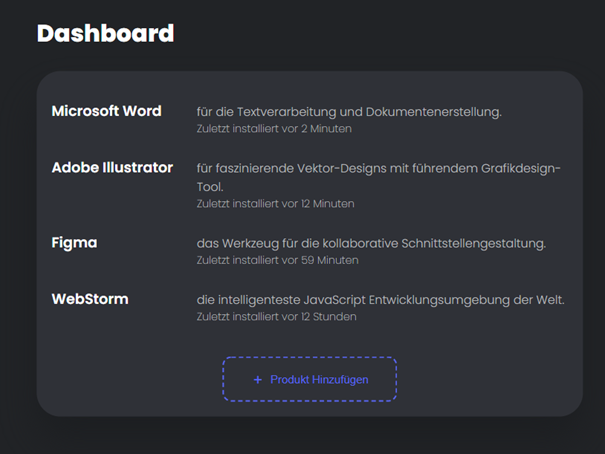 Dashboard
Microsoft Word
für die Textverarbeitung und Dokumentenerstellung.
Zuletzt installiert vor 2 Minuten
Adobe Illustrator
für faszinierende Vektor-Designs mit führendem Grafikdesign-
Tool.
Zuletzt installiert vor 12 Minuten
Figma
das Werkzeug für die kollaborative Schnittstellengestaltung.
Zuletzt installiert vor 59 Minuten
WebStorm
die intelligenteste JavaScript Entwicklungsumgebung der Welt.
Zuletzt installiert vor 12 Stunden
+ Produkt Hinzufügen